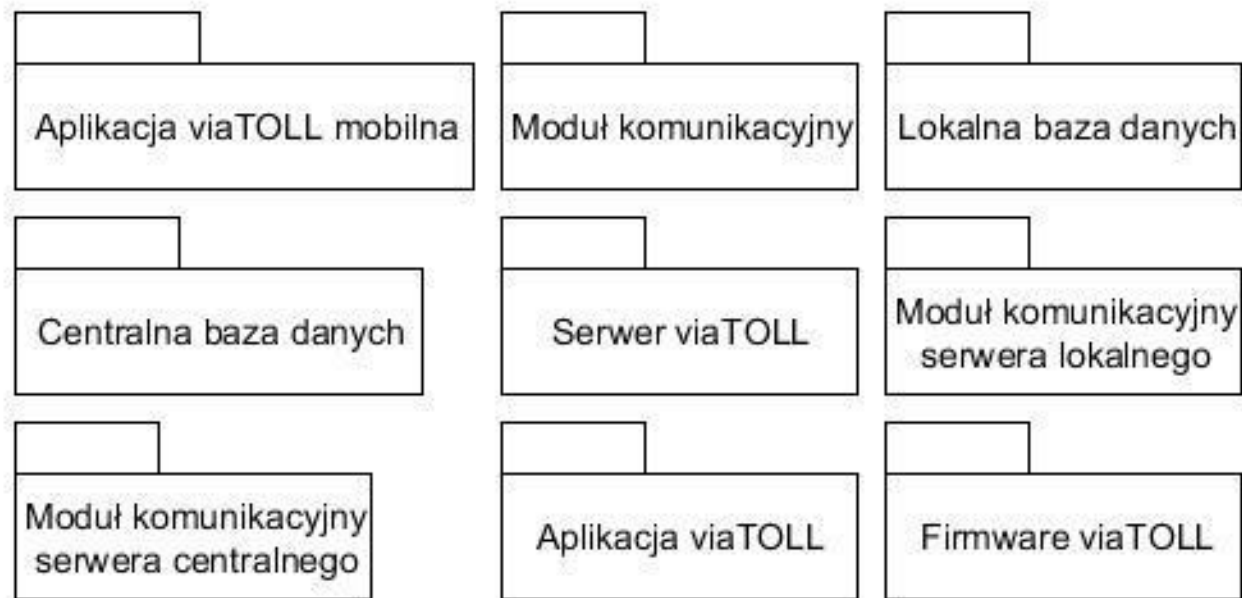 Aplikacja viaTOLL mobilna
Moduł komunikacyjny
Lokalna baza danych
Centralna baza danych
Serwer viaTOLL
Moduł komunikacyjny
serwera lokalnego
Moduł komunikacyjny
serwera centralnego
Aplikacja viaTOLL
Firmware viaTOLL